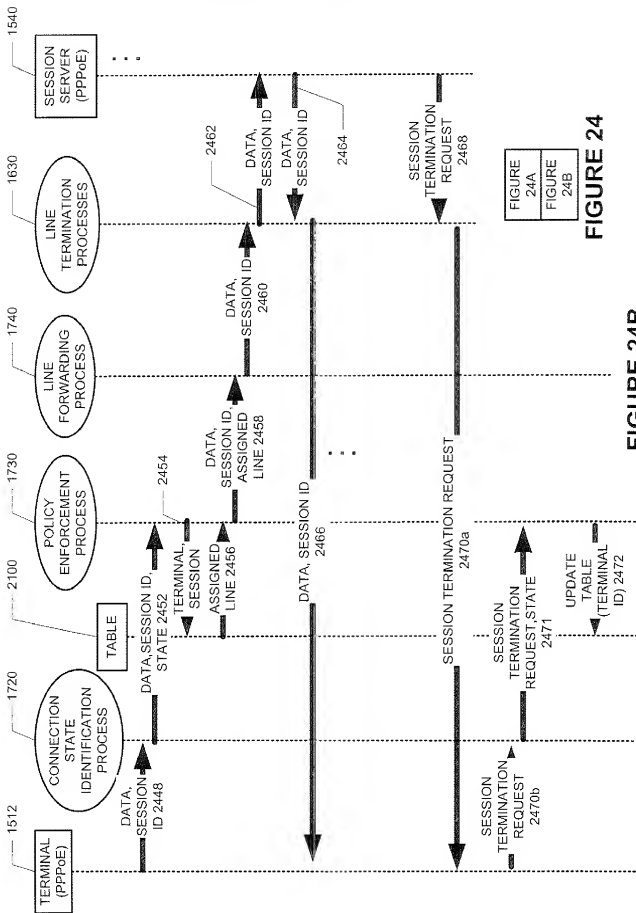 1512
1720
2100
1730
1740
1630
1540
TERMINAL
(PPPoE)
CONNECTION
STATE
IDENTIFICATION
PROCESS
TABLE
POLICY
ENFORCEMENT
PROCESS
LINE
FORWARDING
PROCESS
LINE
TERMINATION
PROCESSES
SESSION
SERVER
(PPPoE)
. . .
DATA,
SESSION
ID 2448
DATA,SESSION ID,
STATE 2452
2454
TERMINAL,
SESSION
ASSIGNED
LINE 2456
DATA,
SESSION ID,
ASSIGNED
LINE 2458
DATA,
SESSION ID
2460
2462
DATA,
SESSION ID
DATA,
SESSION ID
2464
DATA, SESSION ID
2466
. . .
SESSION
TERMINATION
REQUEST
2468
SESSION TERMINATION REQUEST
2470a
SESSION
TERMINATION
REQUEST
2470b
SESSION
TERMINATION
REQUEST,STATE
2471
UPDATE
TABLE
(TERMINAL
ID) 2472
FIGURE
24A
FIGURE
24B
FIGURE 24
FIGURE 24B